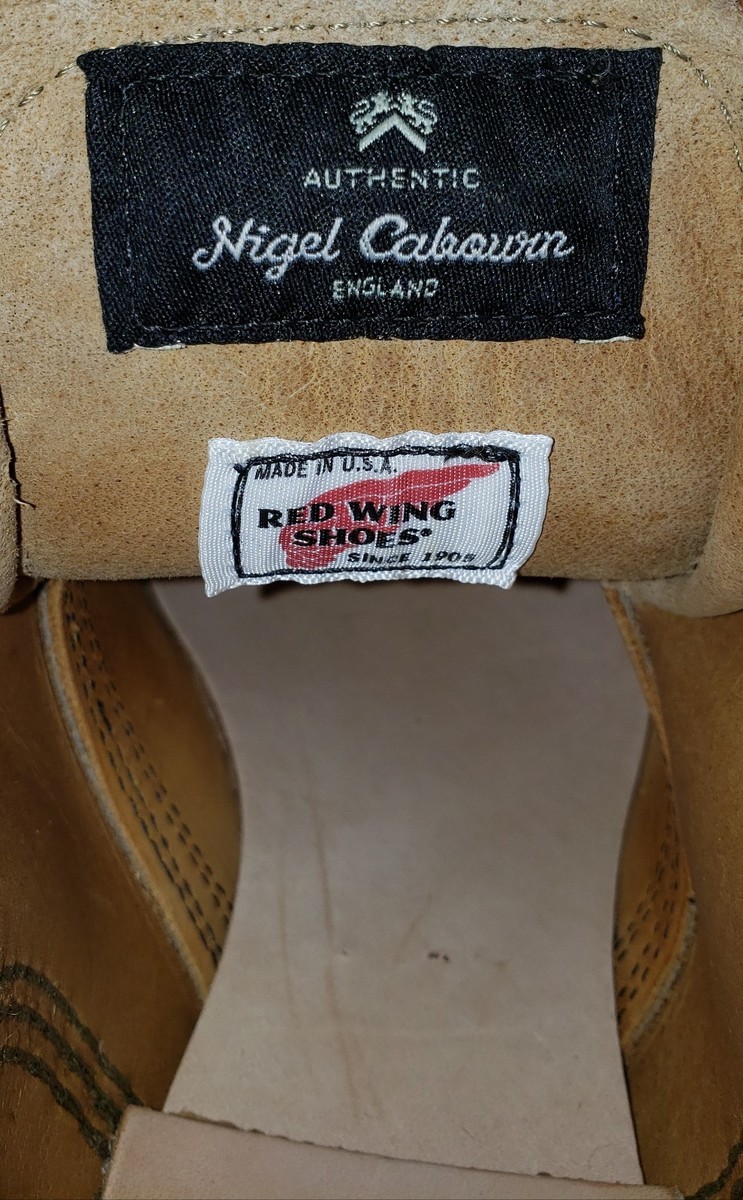 AUTHENTIC
Nigel Cabourn
ENGLAND
MADE IN U.S.A.
RED WING
SHOES®
SINCE 1905